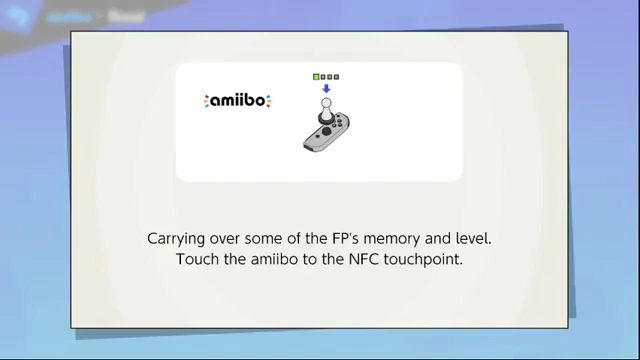 amiibo
Carrying over some of the FP's memory and level.
Touch the amiibo to the NFC touchpoint.